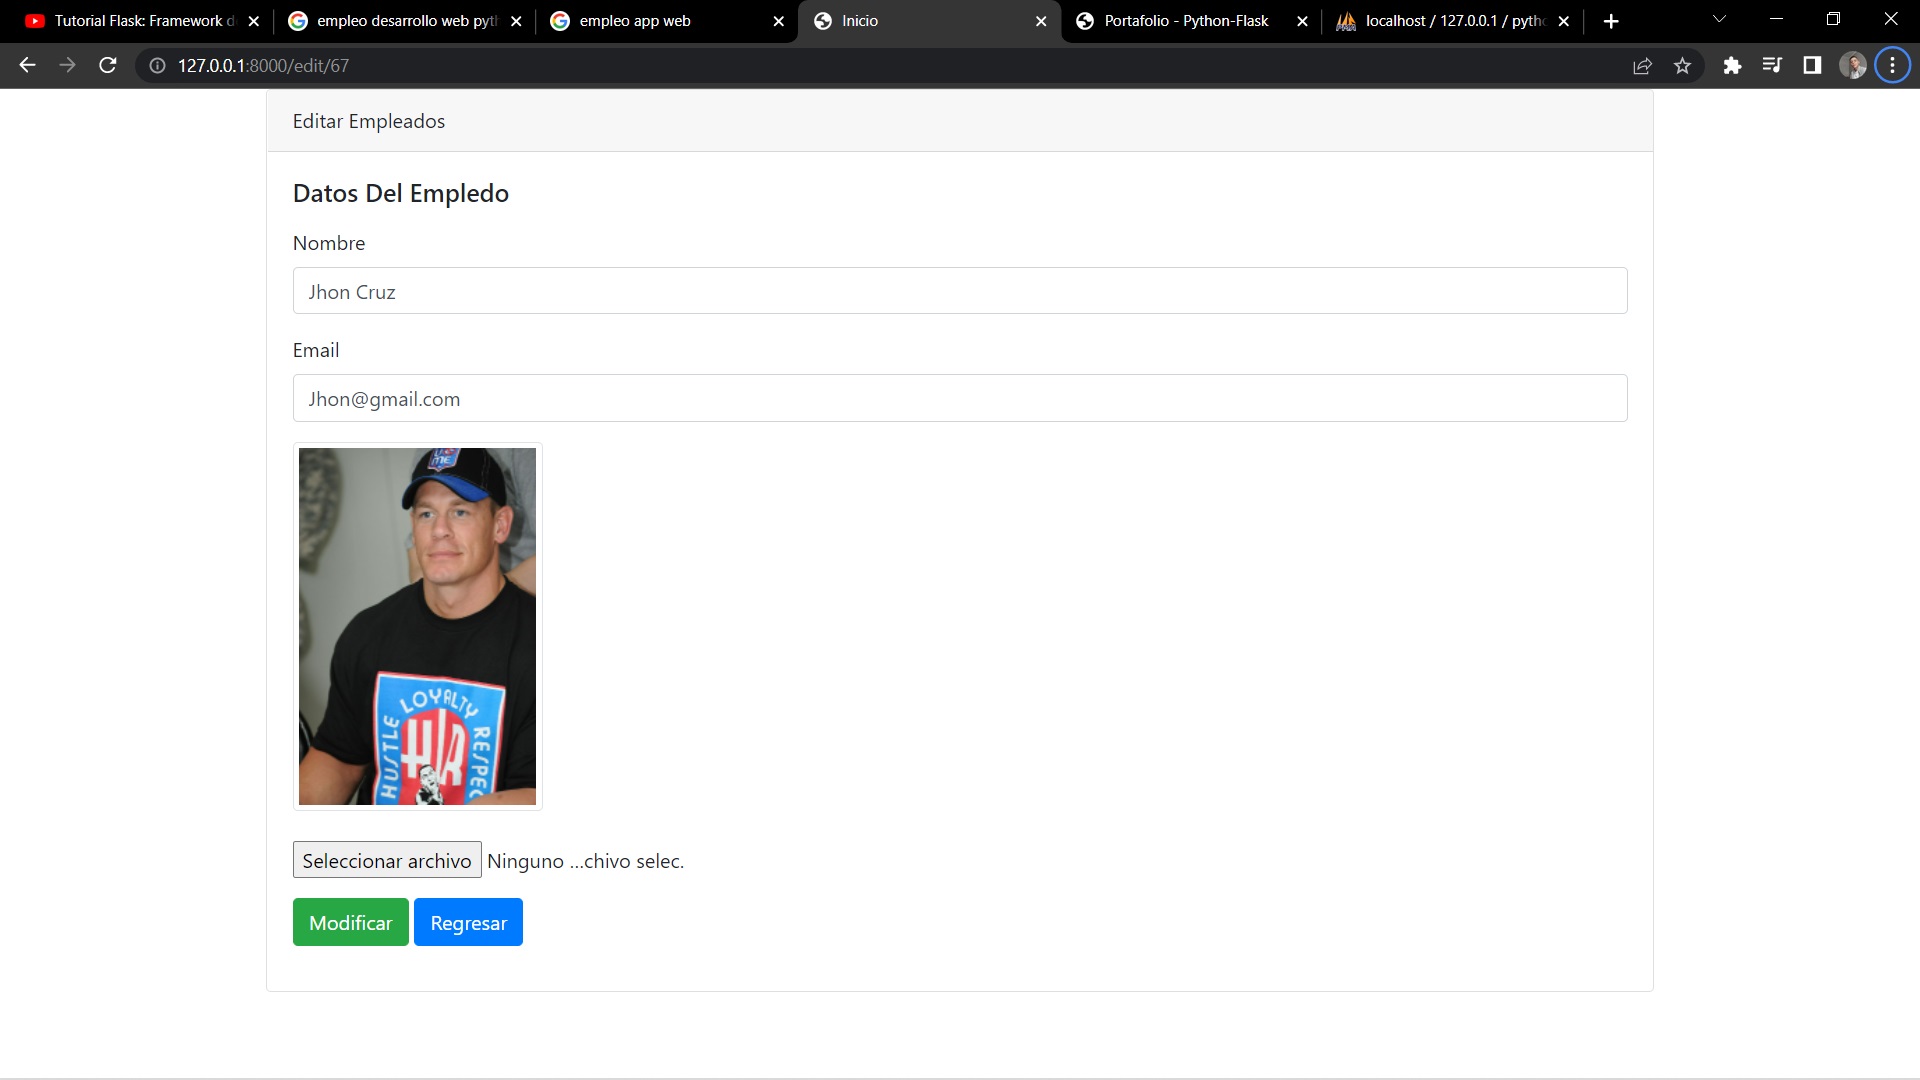 Tutorial Flask: Framework d
empleo desarrollo web pyth
empleo app web
Inicio
Portafolio - Python-Flask
localhost / 127.0.0.1 / pytho
127.0.0.1:8000/edit/67
Editar Empleados
Datos Del Empledo
Nombre
Jhon Cruz
Email
Jhon@gmail.com
ME
LOYALTY
HUSTLE
RESPEC
Seleccionar archivo Ninguno ...chivo selec.
Modificar Regresar